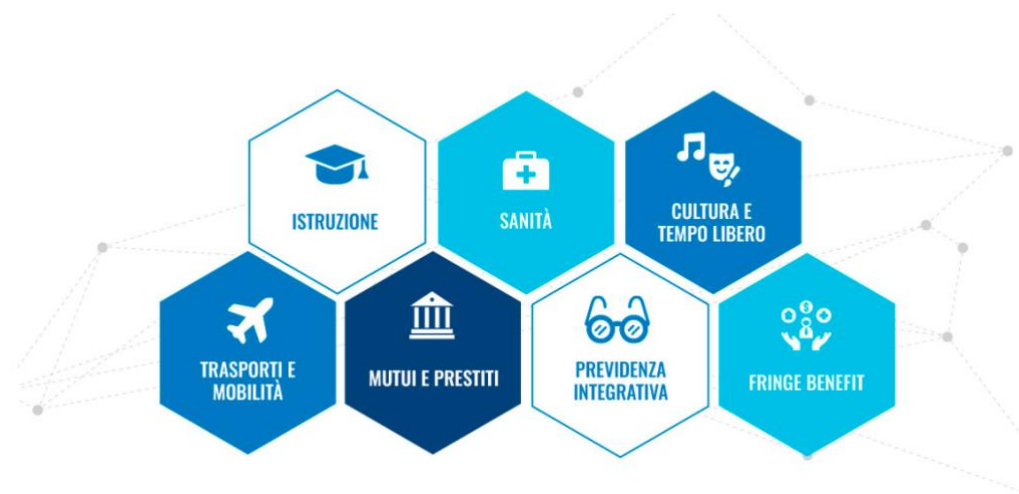 ISTRUZIONE
SANITÀ
CULTURA E
TEMPO LIBERO
TRASPORTI E
MOBILITÀ
MUTUI E PRESTITI
PREVIDENZA
INTEGRATIVA
FRINGE BENEFIT